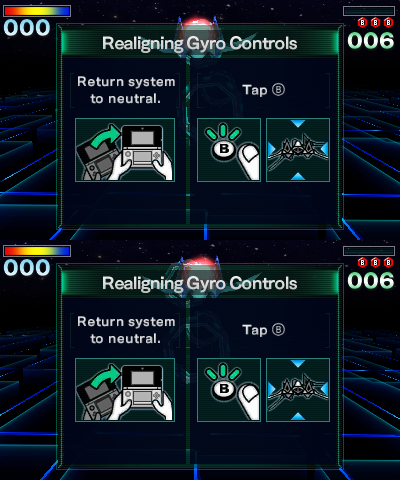 000
B B B
006
Realigning Gyro Controls
Return system
to neutral.
Tap Ⓑ
B
000
B B B
006
Realigning Gyro Controls
Return system
to neutral.
Tap Ⓑ
B